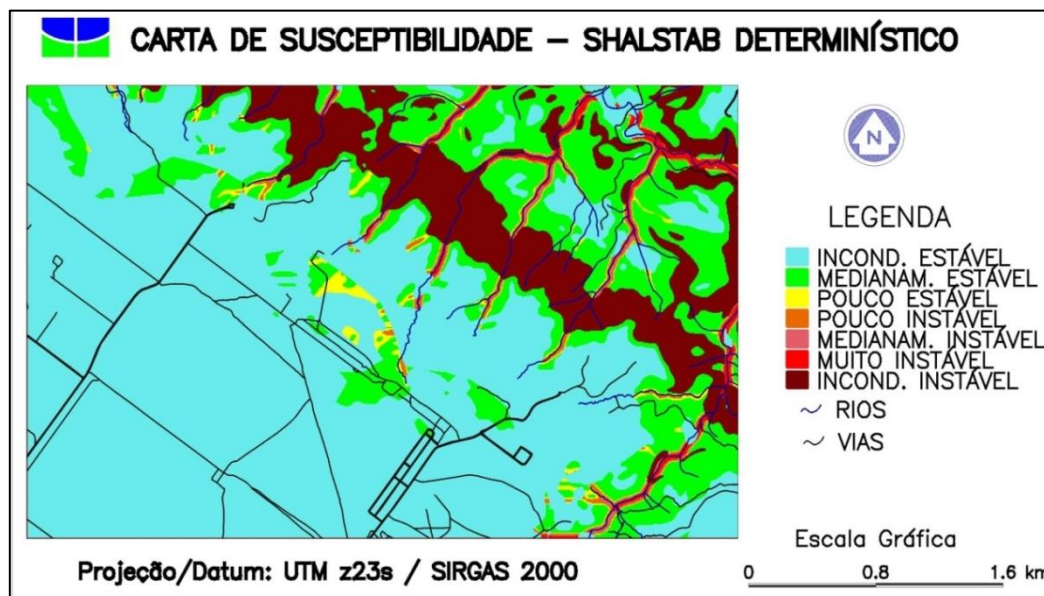 CARTA DE SUSCEPTIBILIDADE – SHALSTAB DETERMINÍSTICO
N
LEGENDA
INCOND. ESTÁVEL
MEDIANAM. ESTÁVEL
POUCO ESTÁVEL
POUCO INSTÁVEL
MEDIANAM. INSTÁVEL
MUITO INSTÁVEL
INCOND. INSTÁVEL
RIOS
VIAS
Escala Gráfica
0 0.8 1.6 km
Projeção/Datum: UTM z23s / SIRGAS 2000